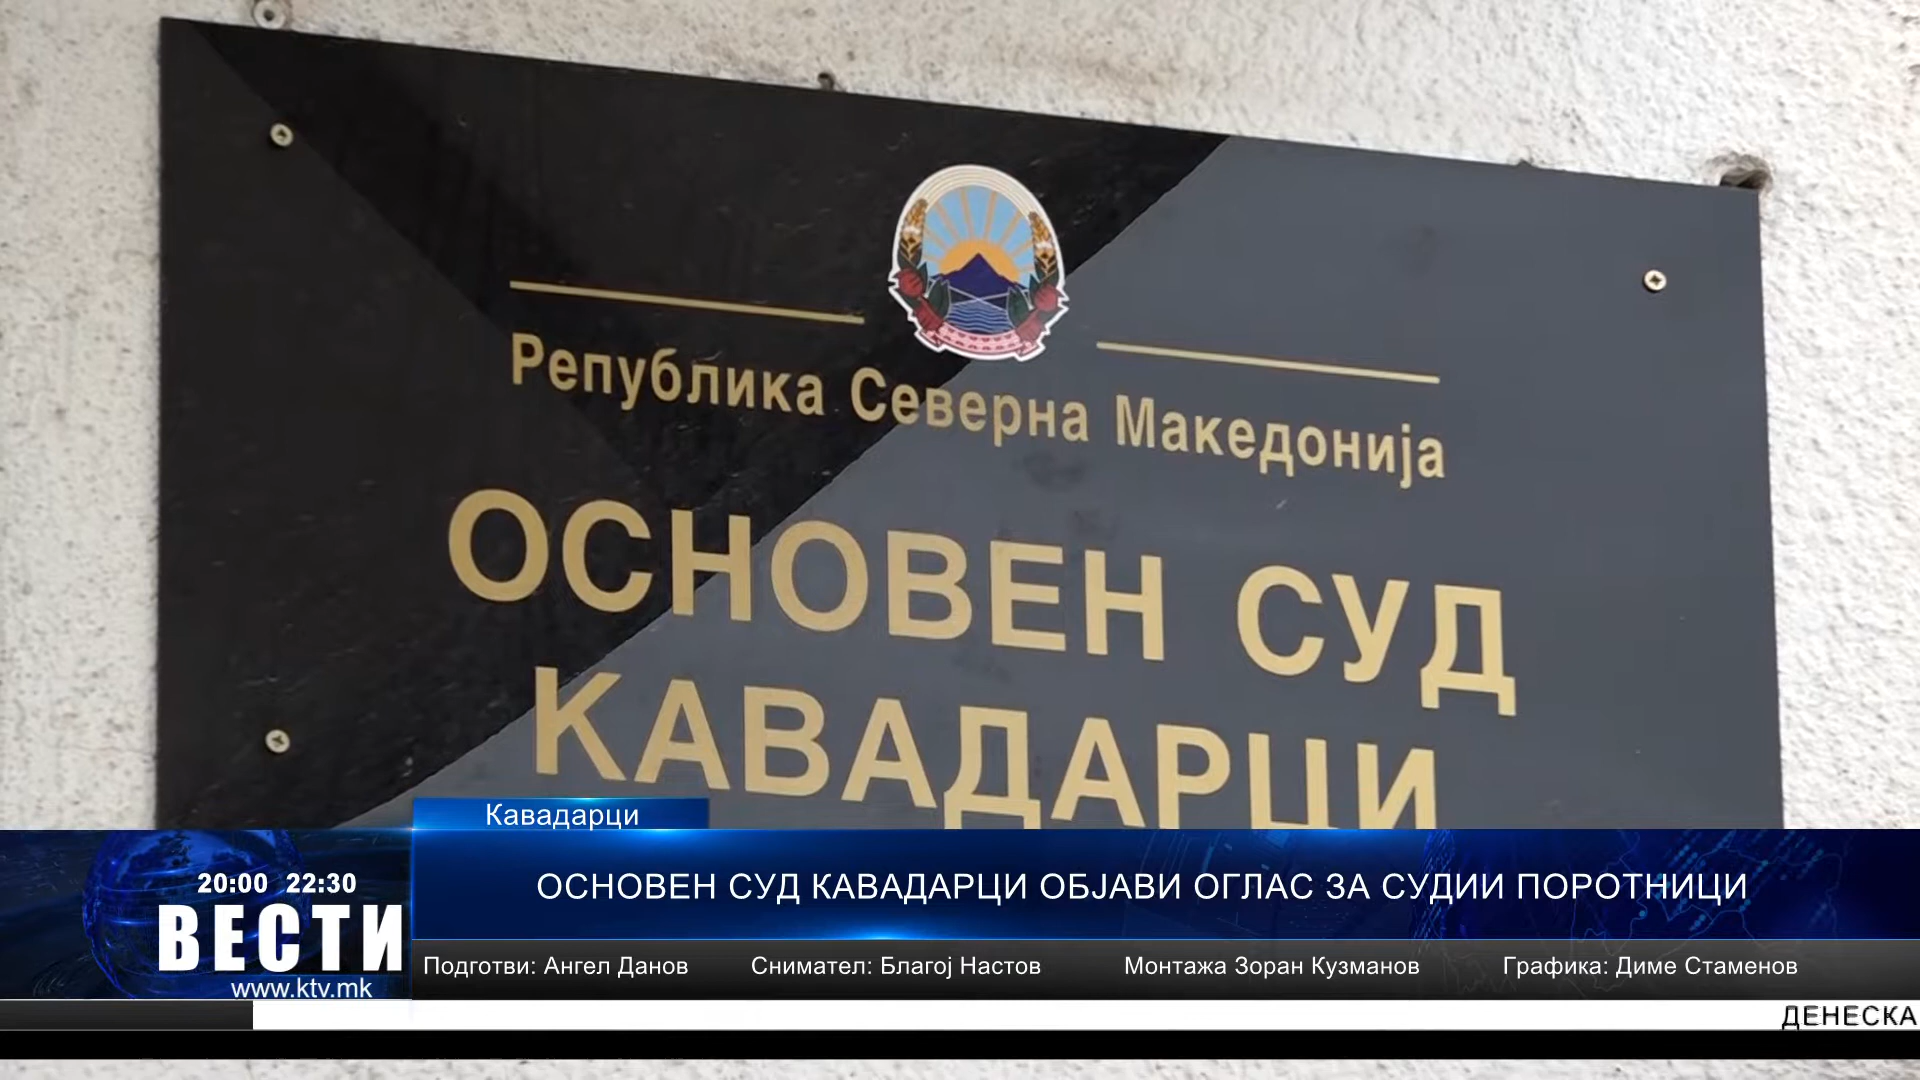 Република Северна Македонија
ОСНОВЕН СУД
КАВАДАРЦИ
Кавадарци
20:00 22:30
ВЕСТИ
www.ktv.mk
ОСНОВЕН СУД КАВАДАРЦИ ОБЈАВИ ОГЛАС ЗА СУДИИ ПОРОТНИЦИ
Подготви: Ангел Данов Снимател: Благој Настов Монтажа Зоран Кузманов Графика: Диме Стаменов
ДЕНЕСКА